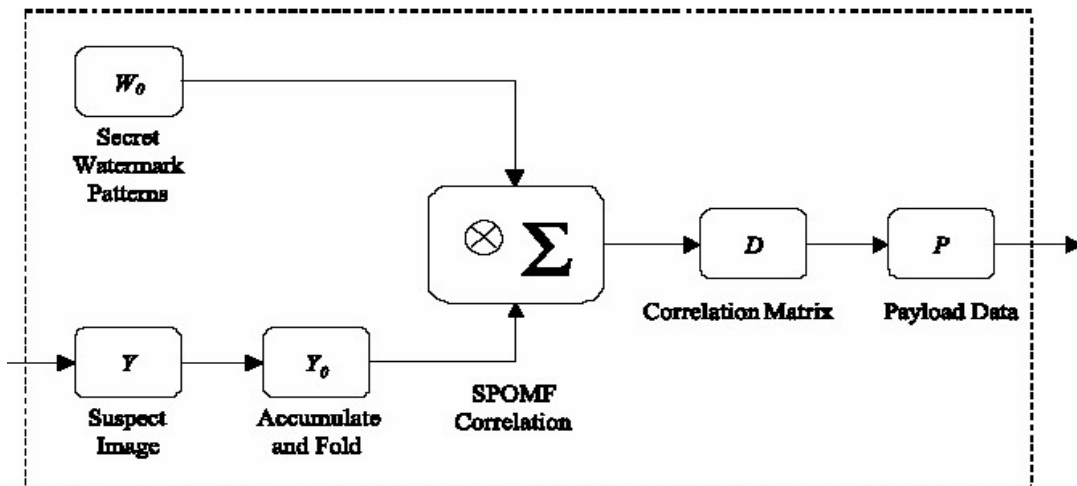 W0
Secret
Watermark
Patterns
⊗ Σ
D
P
Correlation Matrix
Payload Data
Y
Y0
Suspect
Image
Accumulate
and Fold
SPOMF
Correlation